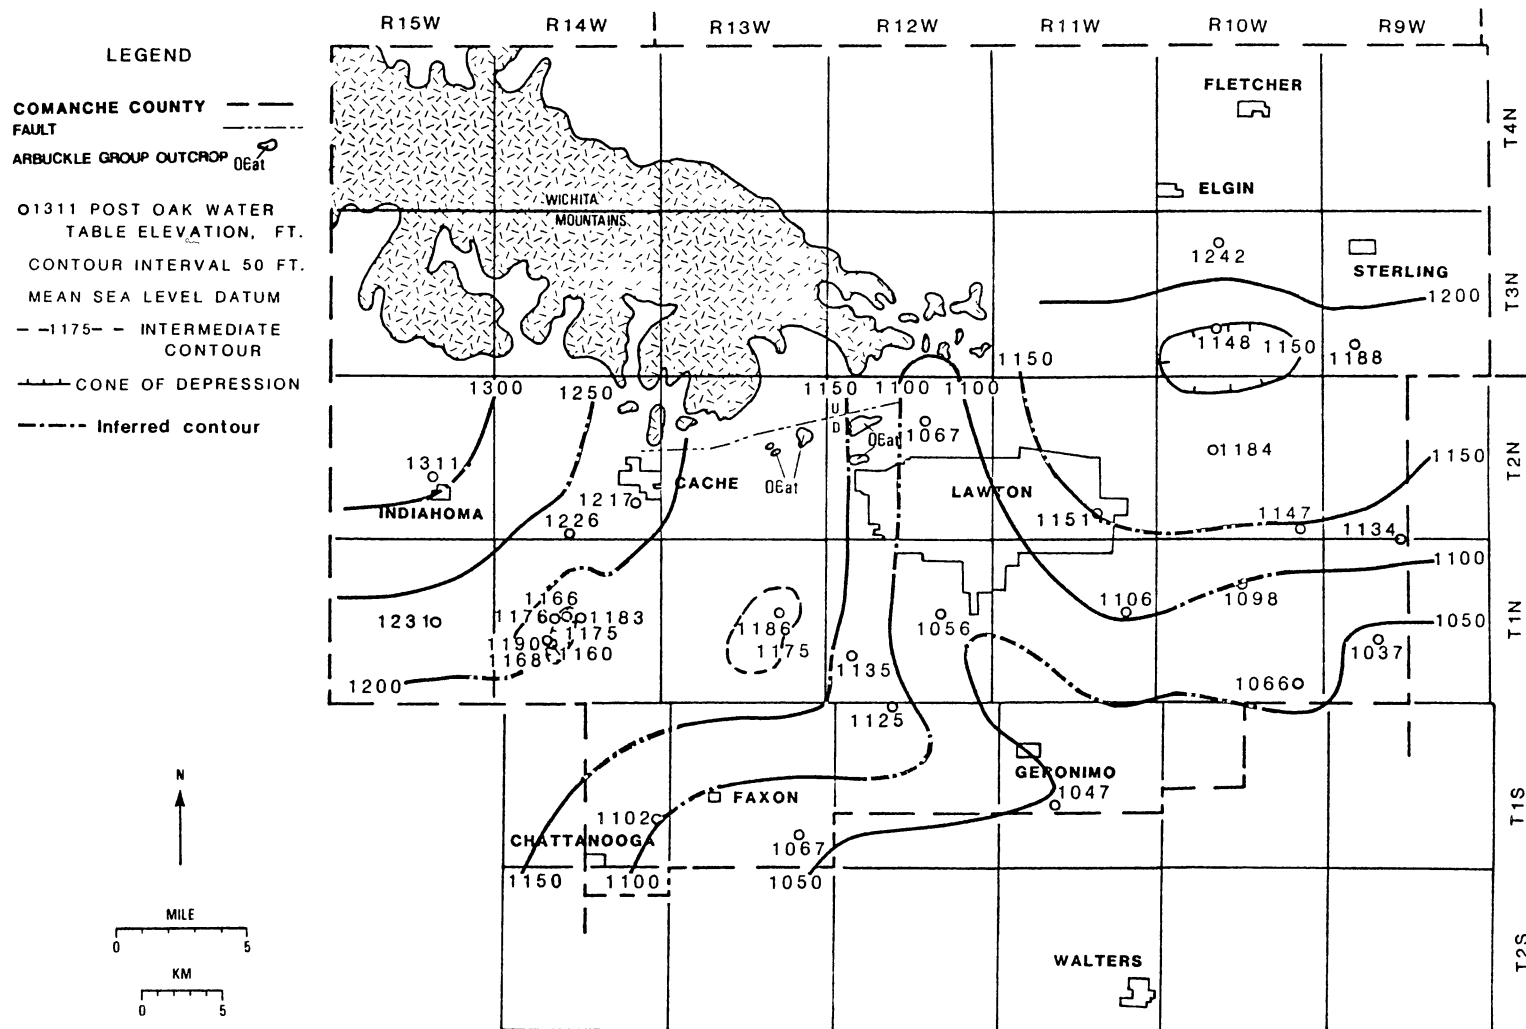 R15W R14W R13W R12W R11W R10W R9W
LEGEND
COMANCHE COUNTY
FAULT
ARBUCKLE GROUP OUTCROP OЄat
1311 POST OAK WATER
TABLE ELEVATION, FT.
CONTOUR INTERVAL 50 FT.
MEAN SEA LEVEL DATUM
1175 INTERMEDIATE
CONTOUR
CONE OF DEPRESSION
Inferred contour
FLETCHER
T4N
ELGIN
WICHITA
MOUNTAINS
1242
STERLING
1200
T3N
1148 1150
1188
1150
1300 1250 1150 1100 1100
U
D
1067
OЄat
1184
1150
T2N
1311
CACHE
OЄat
LAWTON
INDIAHOMA
1217
1226
1151
1147
1134
1100
1166
1176 1183
1175
1190
1160
1168
1231
1186
1175
1135
1056
1106
1098
1050
1037
T1N
1200
1066
1125
N
GERONIMO
1047
FAXON
1102
CHATTANOOGA
1067
T1S
1150 1100 1050
MILE
0 5
KM
0 5
WALTERS
T2S